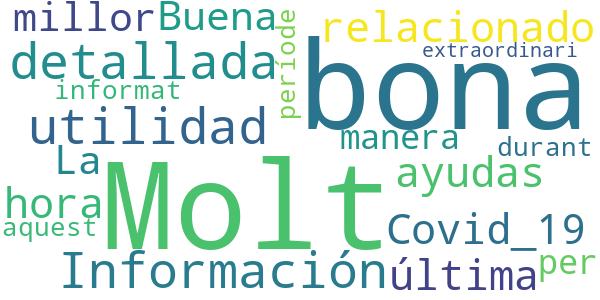 millor Buena relacionado
extraordinari
detallada període bona
informat
utilidad manera durant
La Molt ayudas
hora
aquest Covid_19
Información última per